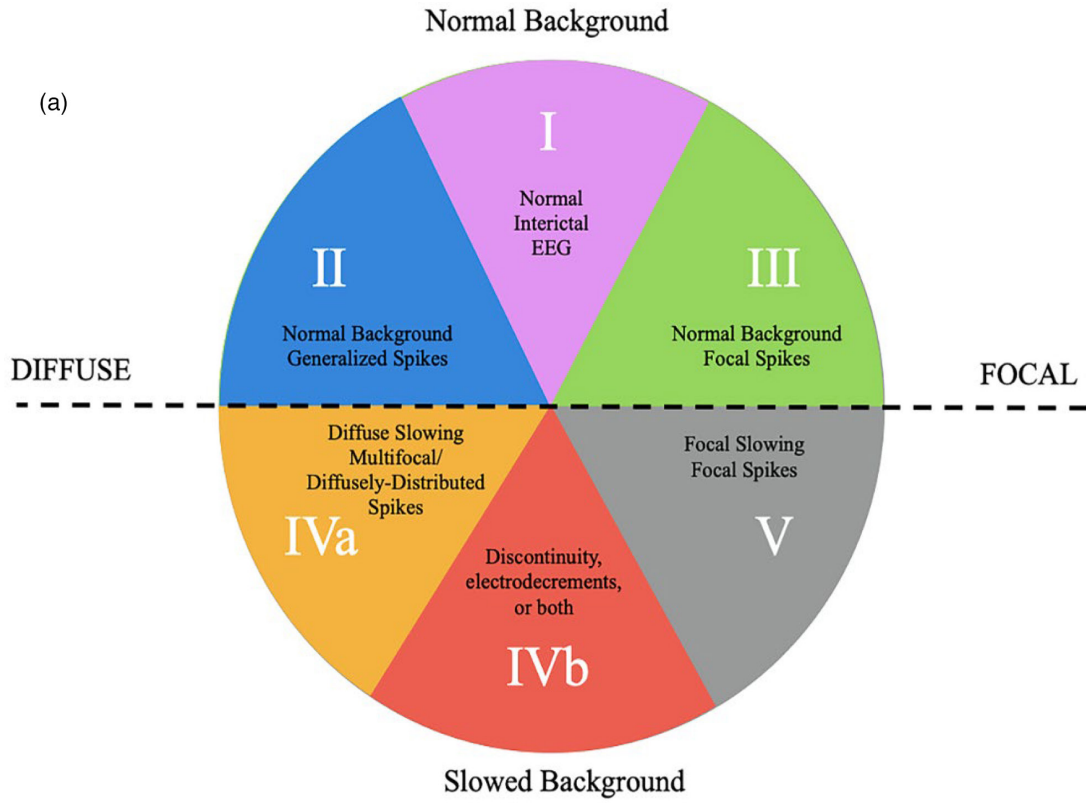 Normal Background
(a)
I
Normal
Interictal
EEG
II
Normal Background
Generalized Spikes
III
Normal Background
Focal Spikes
DIFFUSE
FOCAL
Diffuse Slowing
Multifocal/
Diffusely-Distributed
Spikes
IVa
Discontinuity,
electrodecrements,
or both
IVb
Focal Slowing
Focal Spikes
V
Slowed Background